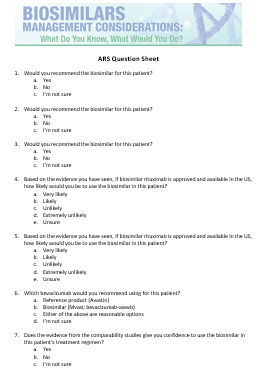 BIOSIMILARS
MANAGEMENT CONSIDERATIONS:
What Do You Know, What Would You Do?
ARS Question Sheet
1. Would you recommend the biosimilar for this patient?
a. Yes
b. No
c. I'm not sure
2. Would you recommend the biosimilar for this patient?
a. Yes
b. No
c. I'm not sure
3. Would you recommend the biosimilar for this patient?
a. Yes
b. No
c. I'm not sure
4. Based on the evidence you have seen, if biosimilar rituximab is approved and available in the US,
how likely would you be to use the biosimilar in this patient?
a. Very likely
b. Likely
c. Unlikely
d. Extremely unlikely
e. Unsure
5. Based on the evidence you have seen, if biosimilar rituximab is approved and available in the US,
how likely would you be to use the biosimilar in this patient?
a. Very likely
b. Likely
c. Unlikely
d. Extremely unlikely
e. Unsure
6. Which bevacizumab would you recommend using for this patient?
a. Reference product (Avastin)
b. Biosimilar (Mvasi; bevacizumab-awwb)
c. Either of the above are reasonable options
d. I'm not sure
7. Does the evidence from the comparability studies give you confidence to use the biosimilar in
this patient's treatment regimen?
a. Yes
b. No
c. I'm not sure